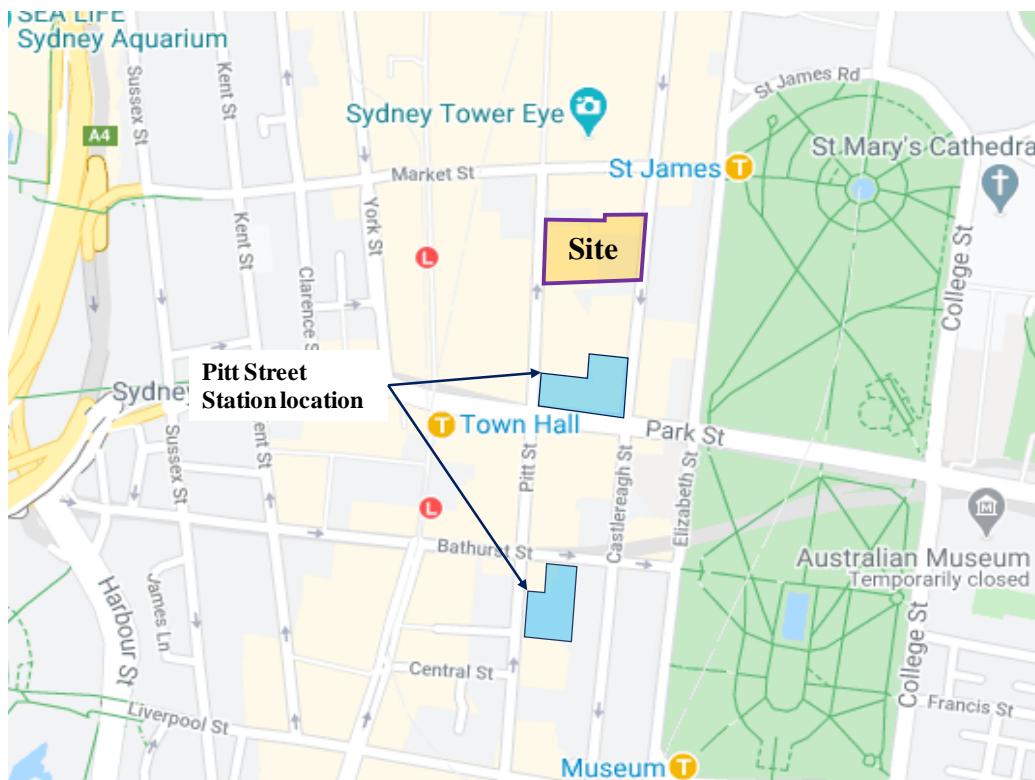 SEA LIFE
Sydney Aquarium
Sussex St
Kent St
A4
Sydney Tower Eye
St James Rd
St Mary's Cathedra
Market St
St James
T
York St
Kent St
L
Site
College St
Clarence S
Pitt Street
Station location
Sydney
T
Town Hall
Park St
Sussex St
ent St
Pitt St
Castlereagh St
Elizabeth St
L
Bathurst St
Australian Museum
Temporarily closed
James Ln
Harbour St
Central St
College St
Francis St
Liverpool St
Museum
T